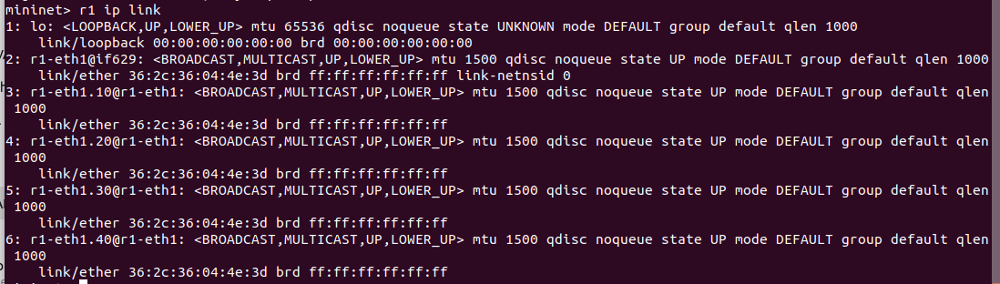 mininet> r1 ip link
1: lo: <LOOPBACK,UP,LOWER_UP> mtu 65536 qdisc noqueue state UNKNOWN mode DEFAULT group default qlen 1000
    link/loopback 00:00:00:00:00:00 brd 00:00:00:00:00:00
2: r1-eth1@if629: <BROADCAST,MULTICAST,UP,LOWER_UP> mtu 1500 qdisc noqueue state UP mode DEFAULT group default qlen 1000
    link/ether 36:2c:36:04:4e:3d brd ff:ff:ff:ff:ff:ff link-netnsid 0
3: r1-eth1.10@r1-eth1: <BROADCAST,MULTICAST,UP,LOWER_UP> mtu 1500 qdisc noqueue state UP mode DEFAULT group default qlen
 1000
    link/ether 36:2c:36:04:4e:3d brd ff:ff:ff:ff:ff:ff
4: r1-eth1.20@r1-eth1: <BROADCAST,MULTICAST,UP,LOWER_UP> mtu 1500 qdisc noqueue state UP mode DEFAULT group default qlen
 1000
    link/ether 36:2c:36:04:4e:3d brd ff:ff:ff:ff:ff:ff
5: r1-eth1.30@r1-eth1: <BROADCAST,MULTICAST,UP,LOWER_UP> mtu 1500 qdisc noqueue state UP mode DEFAULT group default qlen
 1000
    link/ether 36:2c:36:04:4e:3d brd ff:ff:ff:ff:ff:ff
6: r1-eth1.40@r1-eth1: <BROADCAST,MULTICAST,UP,LOWER_UP> mtu 1500 qdisc noqueue state UP mode DEFAULT group default qlen
 1000
    link/ether 36:2c:36:04:4e:3d brd ff:ff:ff:ff:ff:ff